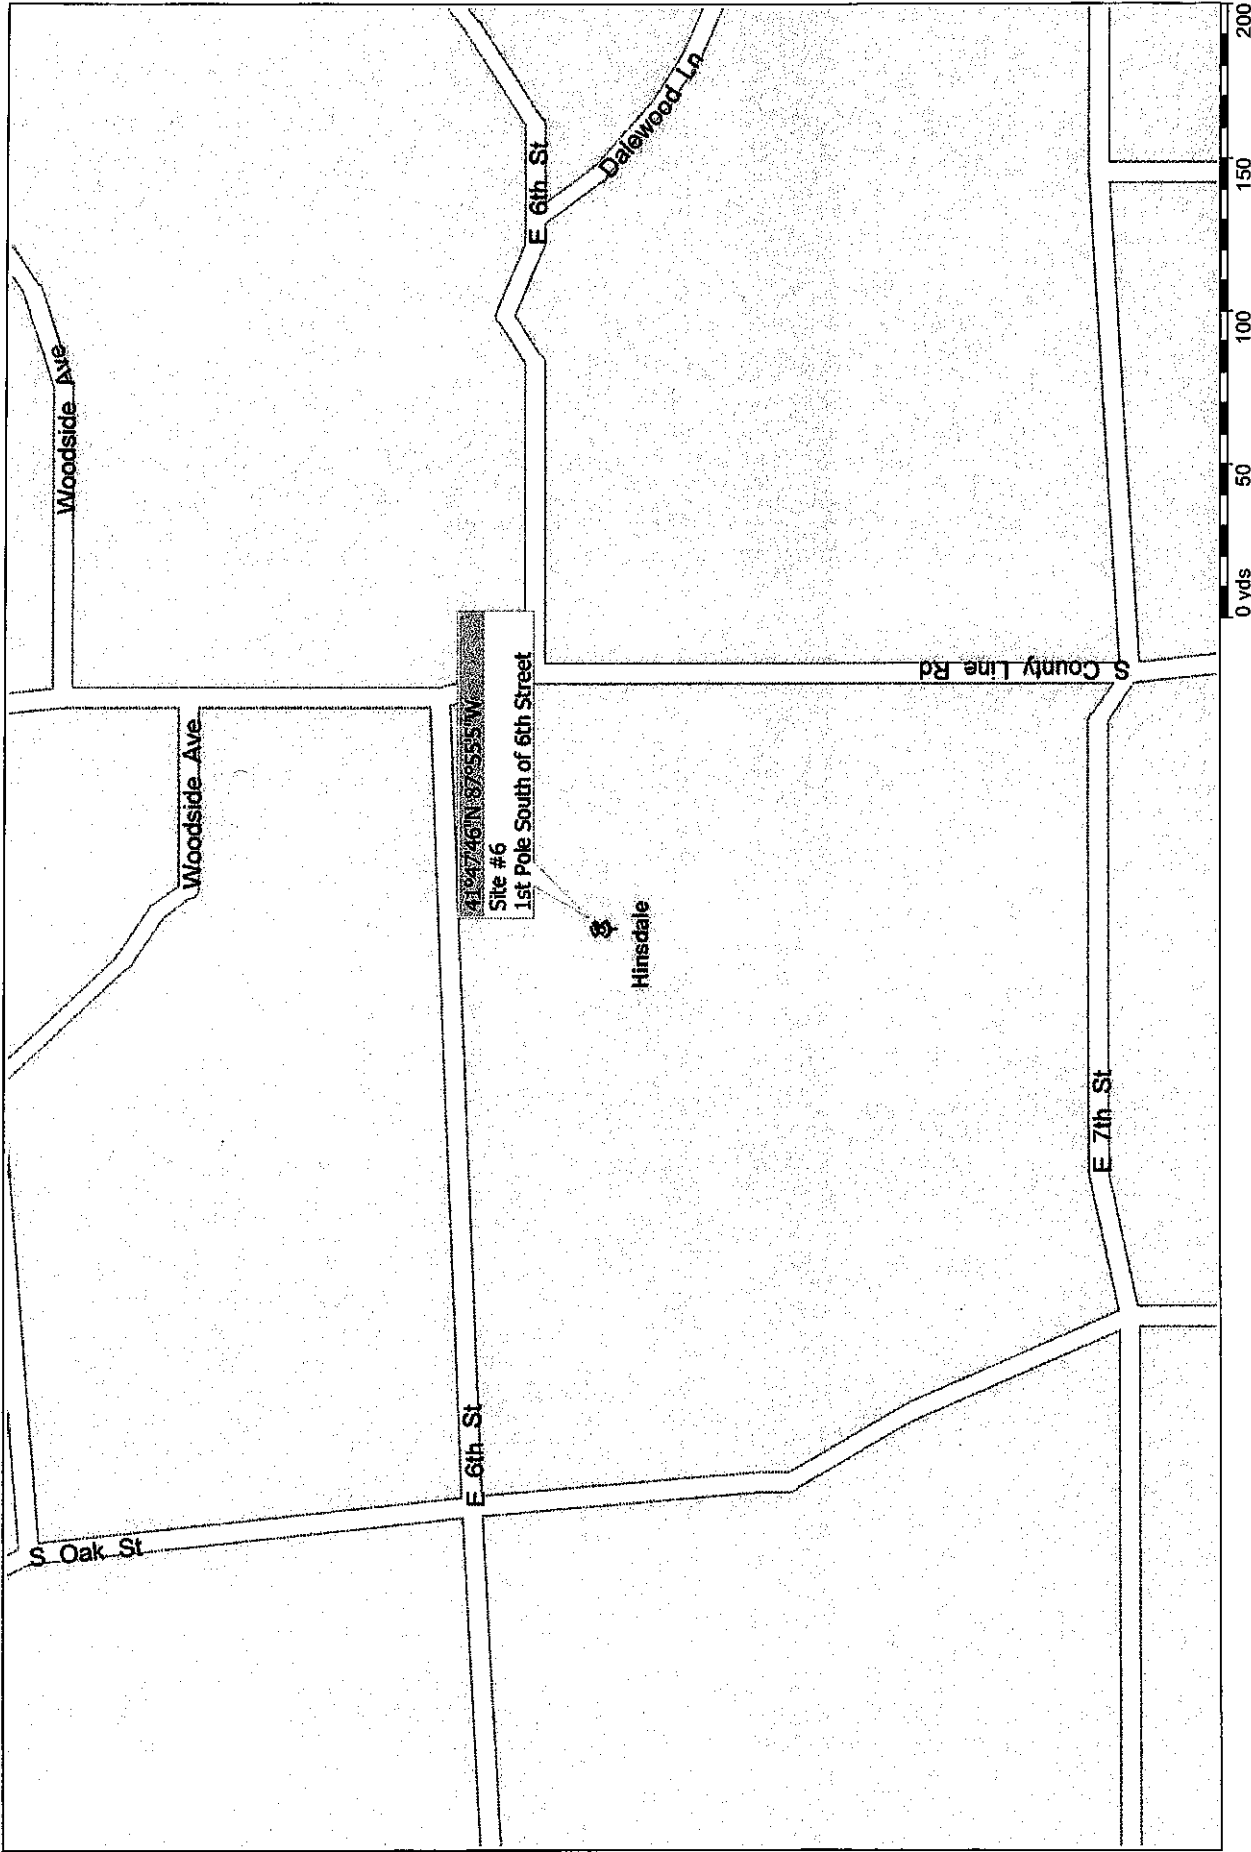 Woodside Ave
S Oak St
Woodside Ave
41°47'46"N 87°55'5"W
Site #6
1st Pole South of 6th Street
E 6th St
E 6th St
Dalewood Ln
Hinsdale
S County Line Rd
E 7th St
0 yds 50 100 150 200